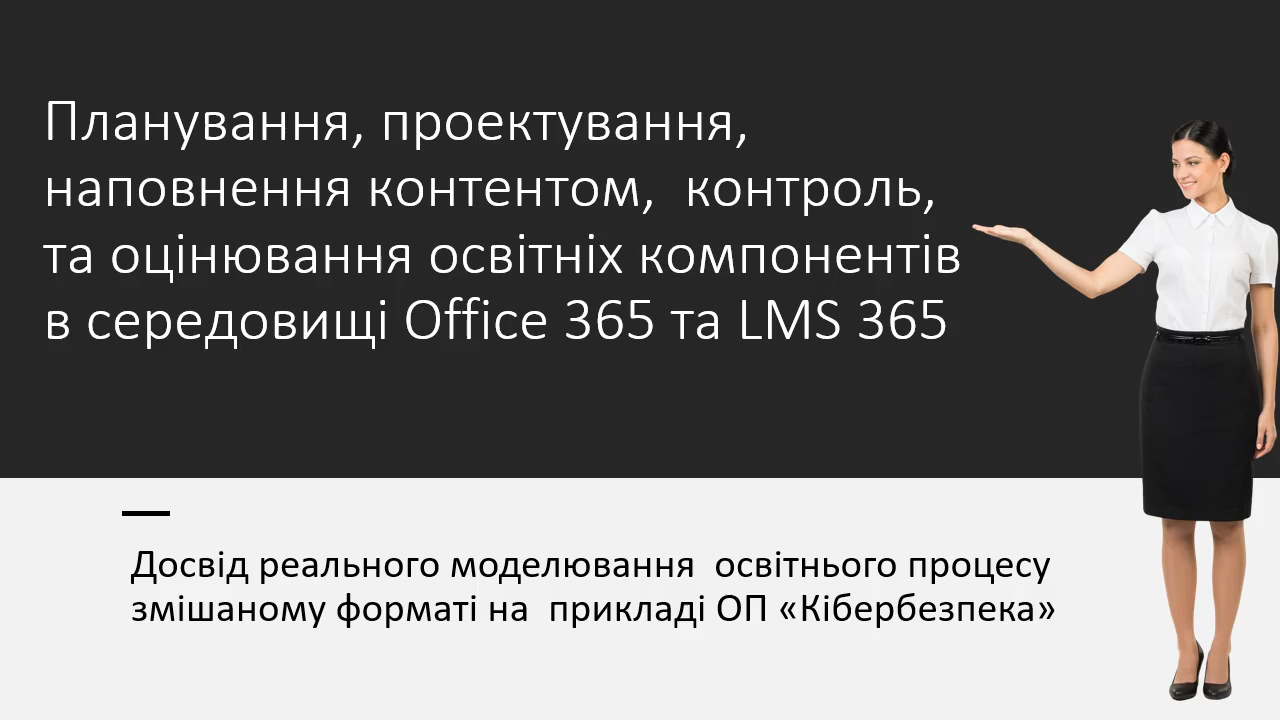 Планування, проектування,
наповнення контентом,  контроль,
та оцінювання освітніх компонентів
в середовищі Office 365 та LMS 365
Досвід реального моделювання  освітнього процесу
змішаному форматі на  прикладі ОП «Кібербезпека»